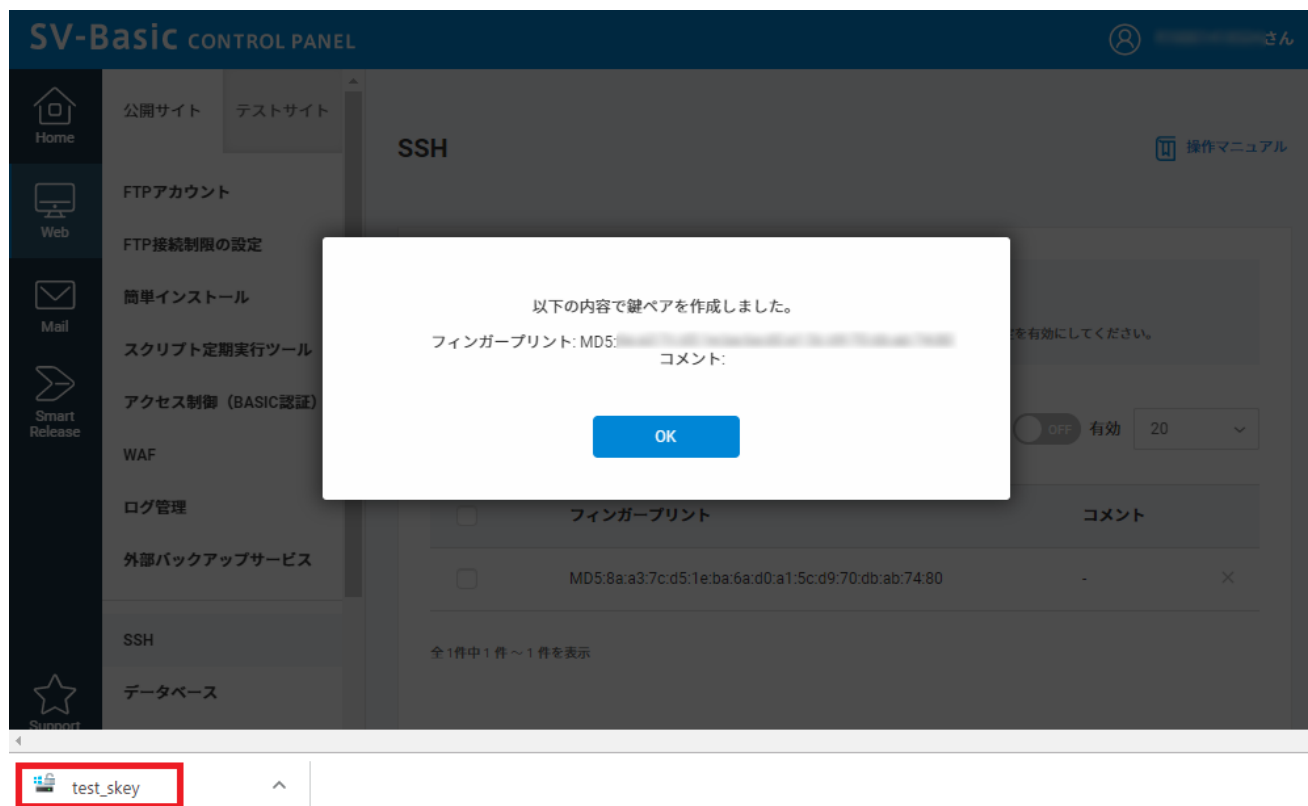 SV-Basic CONTROL PANEL
さん
Home
Web
Mail
Smart
Release
Support
公開サイト
テストサイト
FTPアカウント
FTP接続制限の設定
簡単インストール
スクリプト定期実行ツール
アクセス制御（BASIC認証）
WAF
ログ管理
外部バックアップサービス
SSH
データベース
SSH
操作マニュアル
以下の内容で鍵ペアを作成しました。
フィンガープリント: MD5:
コメント:
OK
を有効にしてください。
OFF 有効 20
フィンガープリント コメント
MD5:8a:a3:7c:d5:1e:ba:6a:d0:a1:5c:d9:70:db:ab:74:80 -
全1件中 1 件 ～ 1 件を表示
test_skey